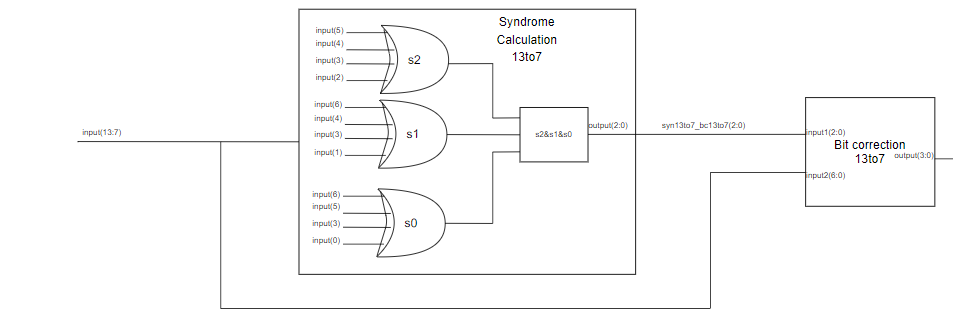 Syndrome
Calculation
13to7
input(5)
input(4)
input(3)
input(2)
s2
input(6)
input(4)
input(3)
input(1)
s1
input(6)
input(5)
input(3)
input(0)
s0
s2&s1&s0
output(2:0)
input(13:7)
syn13to7_bc13to7(2:0)
input1(2:0)
Bit correction
13to7
output(3:0)
input2(6:0)